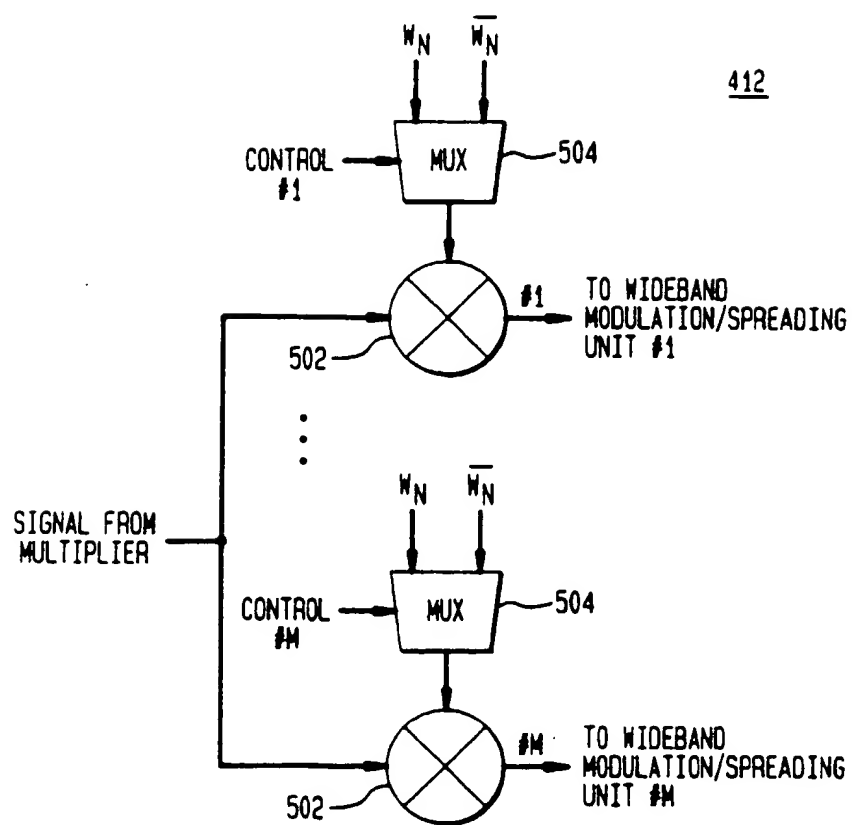 W_N  W̅_N̅
412
MUX
504
CONTROL
#1
#1
TO WIDEBAND
MODULATION/SPREADING
UNIT #1
502
W_N  W̅_N̅
SIGNAL FROM
MULTIPLIER
MUX
504
CONTROL
#M
#M
TO WIDEBAND
MODULATION/SPREADING
UNIT #M
502